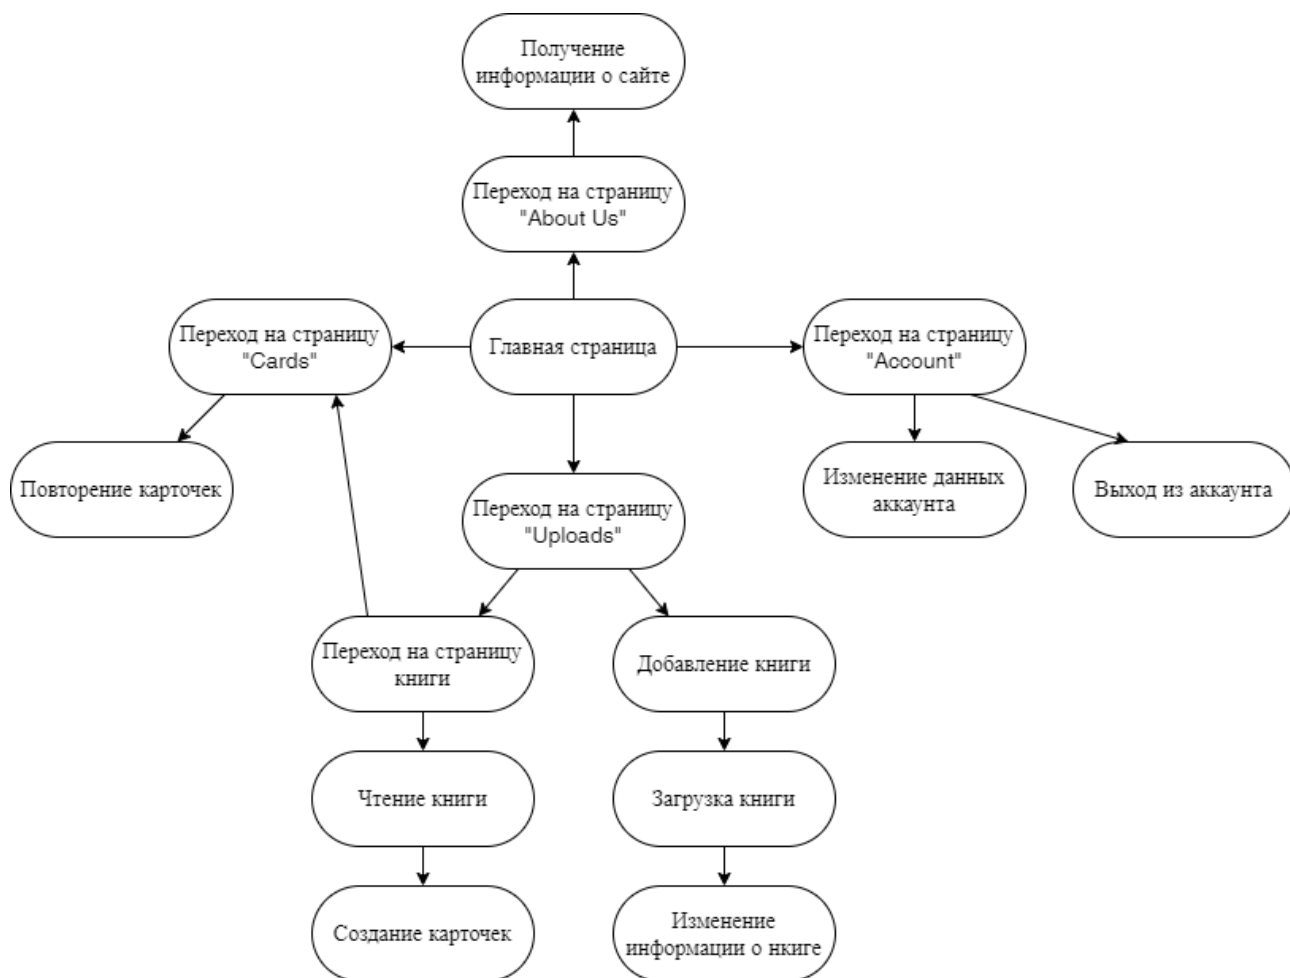 Получение
информации о сайте
Переход на страницу
"About Us"
Переход на страницу
"Cards"
Главная страница
Переход на страницу
"Account"
Повторение карточек
Переход на страницу
"Uploads"
Изменение данных
аккаунта
Выход из аккаунта
Переход на страницу
книги
Добавление книги
Чтение книги
Загрузка книги
Создание карточек
Изменение
информации о нкиге